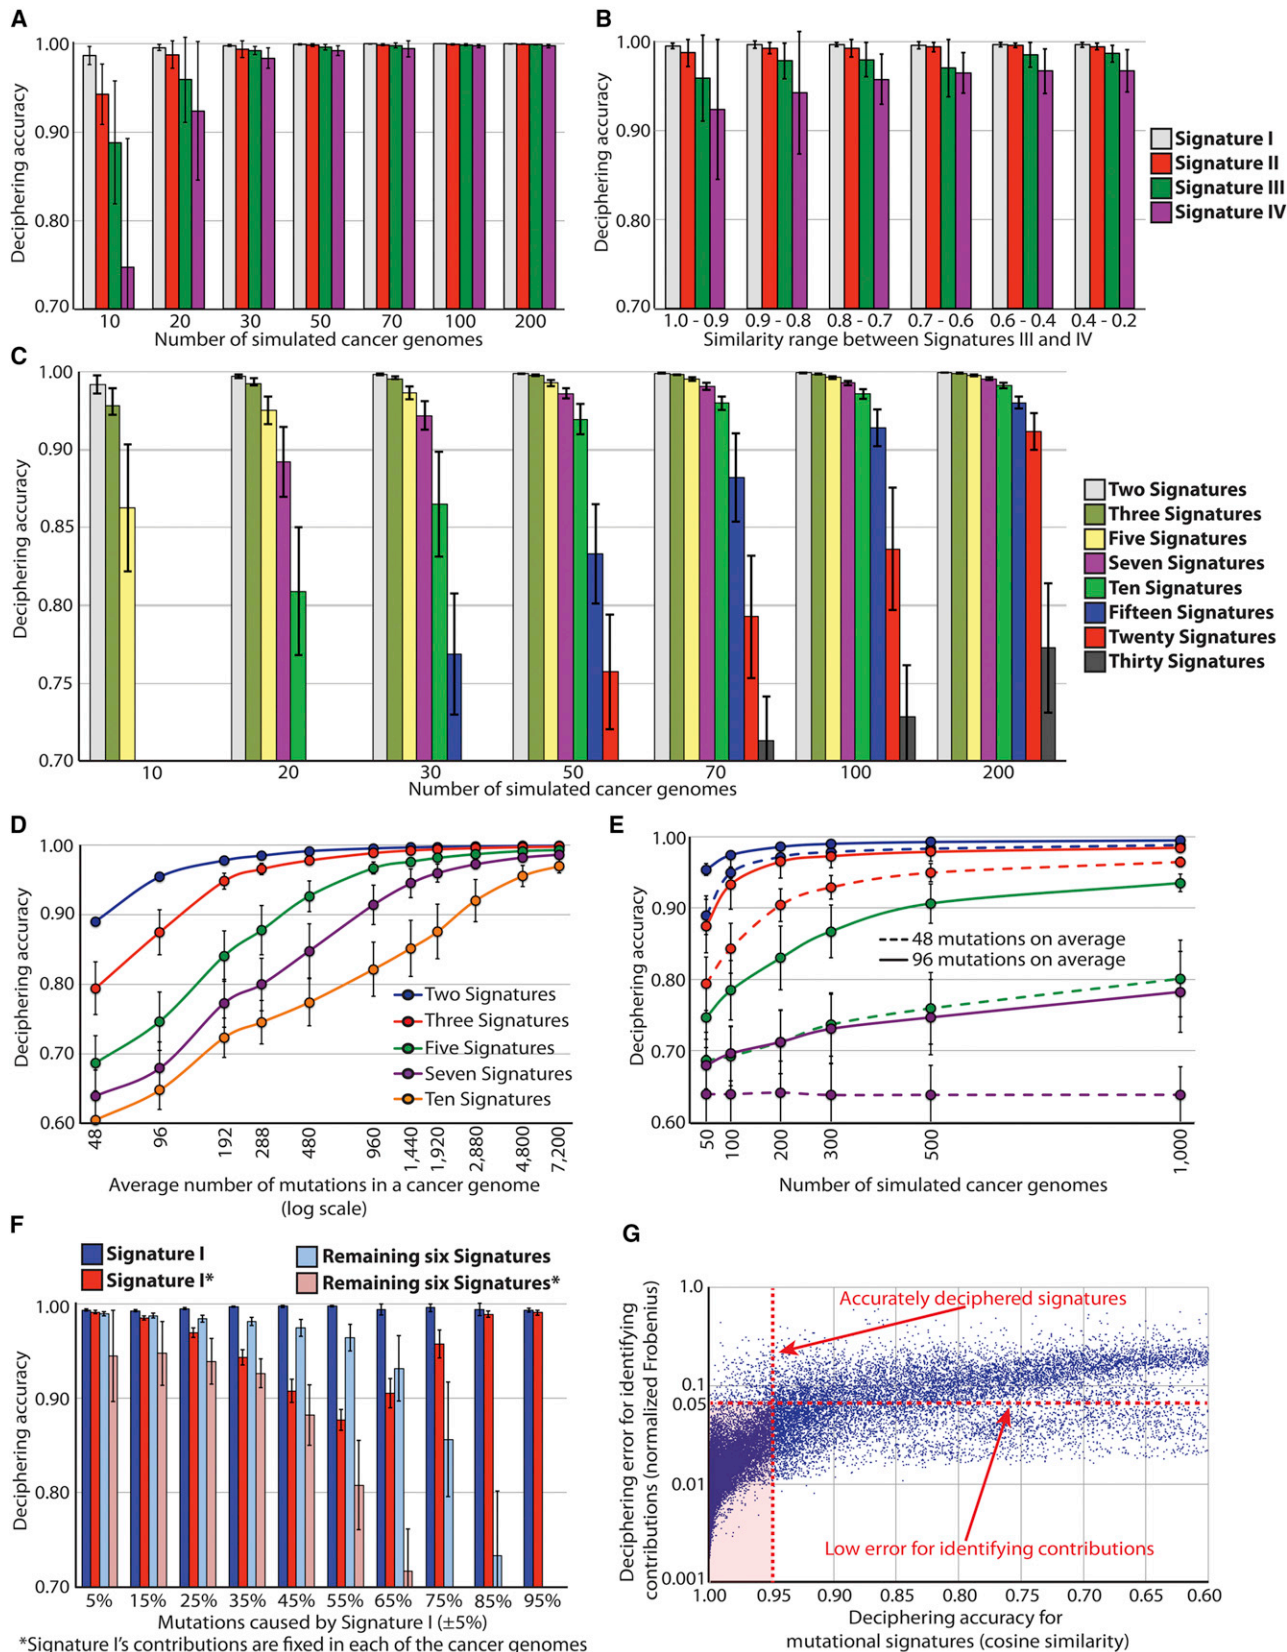 A
Deciphering accuracy
1.00
0.90
0.80
0.70
10 20 30 50 70 100 200
Number of simulated cancer genomes
B
Deciphering accuracy
1.00
0.90
0.80
0.70
1.0 - 0.9 0.9 - 0.8 0.8 - 0.7 0.7 - 0.6 0.6 - 0.4 0.4 - 0.2
Similarity range between Signatures III and IV
Signature I
Signature II
Signature III
Signature IV
C
Deciphering accuracy
1.00
0.90
0.85
0.80
0.75
0.70
10 20 30 50 70 100 200
Number of simulated cancer genomes
Two Signatures
Three Signatures
Five Signatures
Seven Signatures
Ten Signatures
Fifteen Signatures
Twenty Signatures
Thirty Signatures
D
Deciphering accuracy
1.00
0.90
0.80
0.70
0.60
Two Signatures
Three Signatures
Five Signatures
Seven Signatures
Ten Signatures
48 96 192 288 480 960 1,440 1,920 2,880 4,800 7,200
Average number of mutations in a cancer genome
(log scale)
E
Deciphering accuracy
1.00
0.90
0.80
0.70
0.60
48 mutations on average
96 mutations on average
50 100 200 300 500 1,000
Number of simulated cancer genomes
F
Signature I
Signature I*
Remaining six Signatures
Remaining six Signatures*
Deciphering accuracy
1.00
0.90
0.80
0.70
5% 15% 25% 35% 45% 55% 65% 75% 85% 95%
Mutations caused by Signature I (±5%)
*Signature I's contributions are fixed in each of the cancer genomes
G
Deciphering error for identifying
contributions (normalized Frobenius)
1.0
0.1
0.05
0.01
0.001
Accurately deciphered signatures
Low error for identifying contributions
1.00 0.95 0.90 0.85 0.80 0.75 0.70 0.65 0.60
Deciphering accuracy for
mutational signatures (cosine similarity)